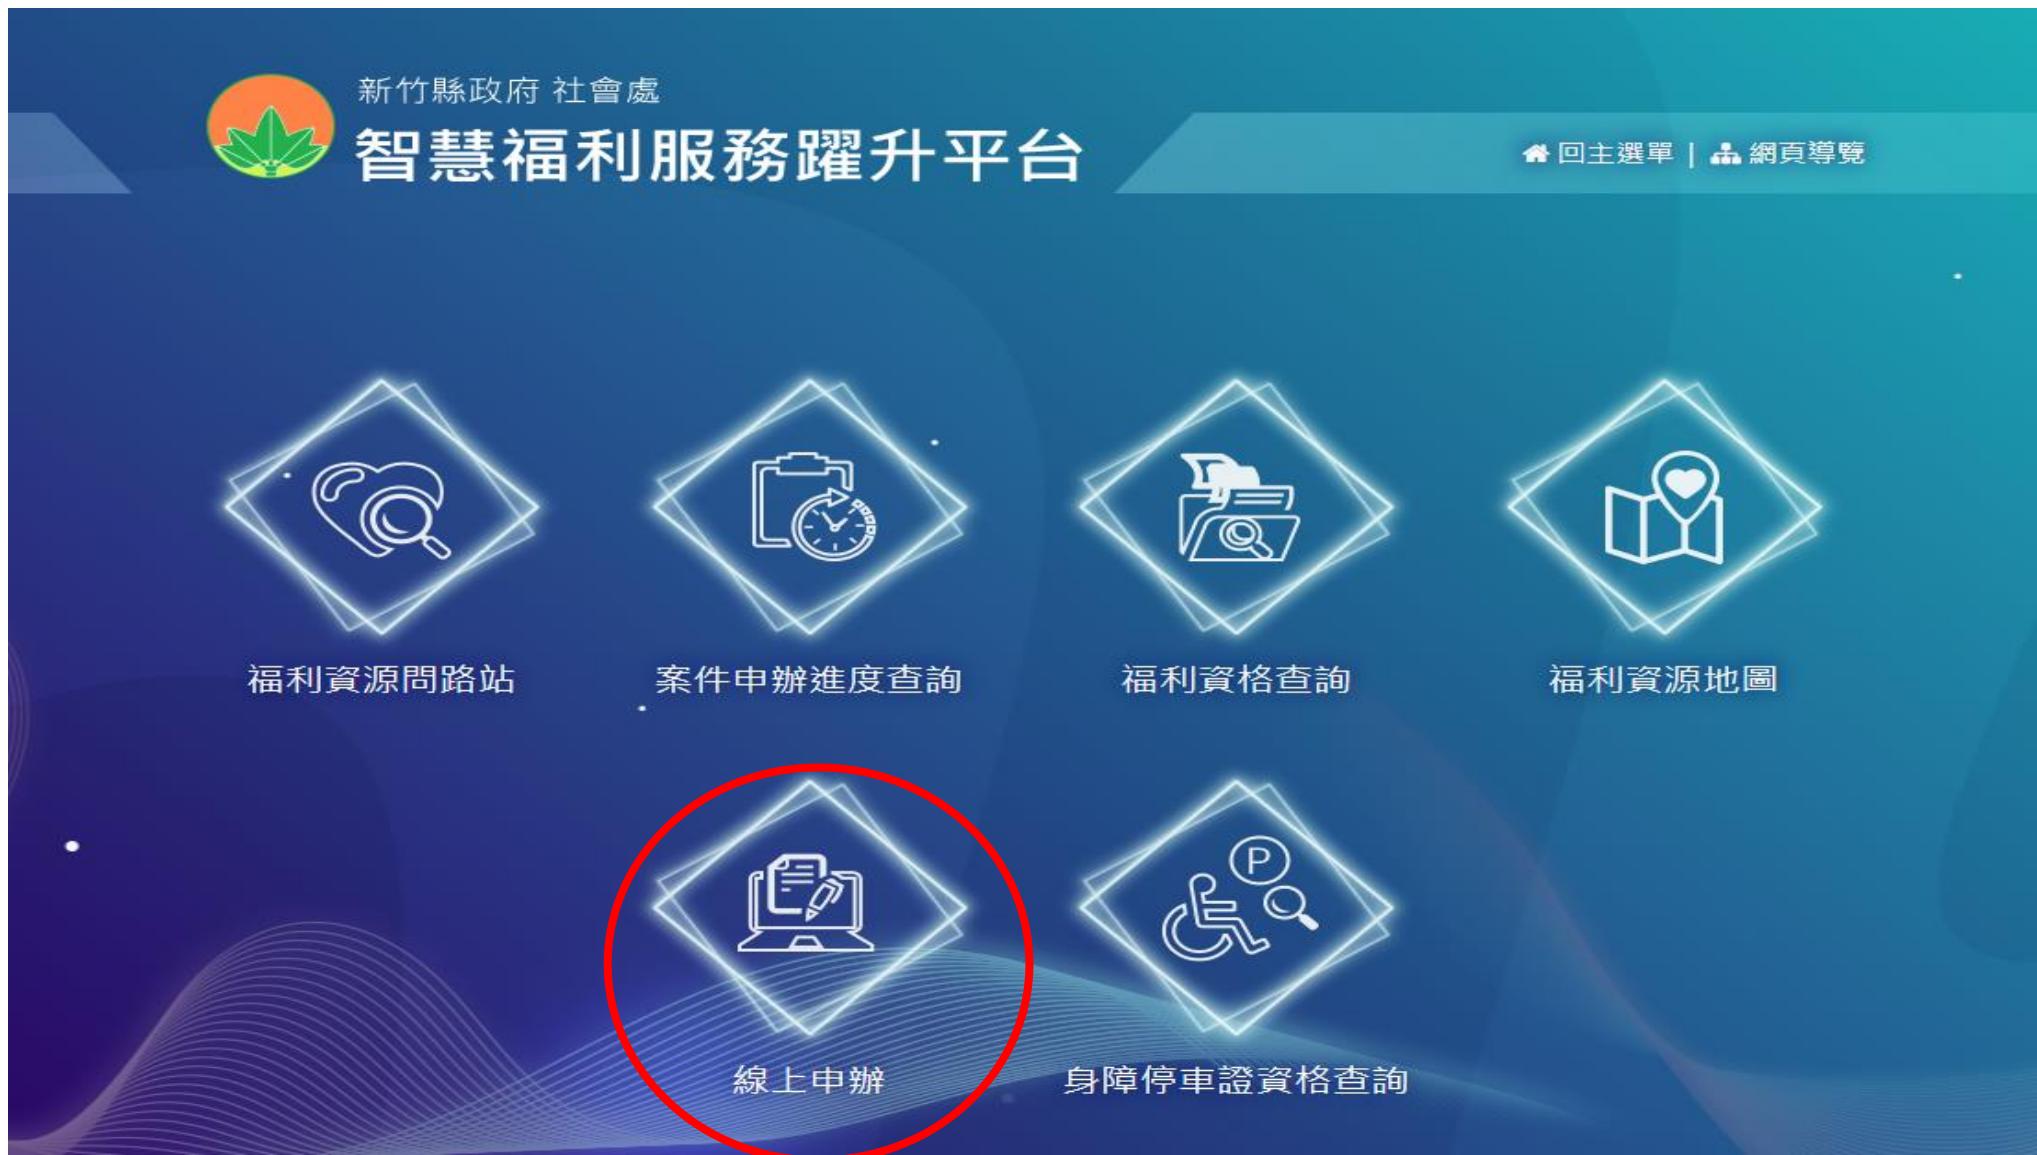 新竹縣政府 社會處
智慧福利服務躍升平台
回主選單 | 網頁導覽
福利資源問路站
案件申辦進度查詢
福利資格查詢
福利資源地圖
P
線上申辦
身障停車證資格查詢